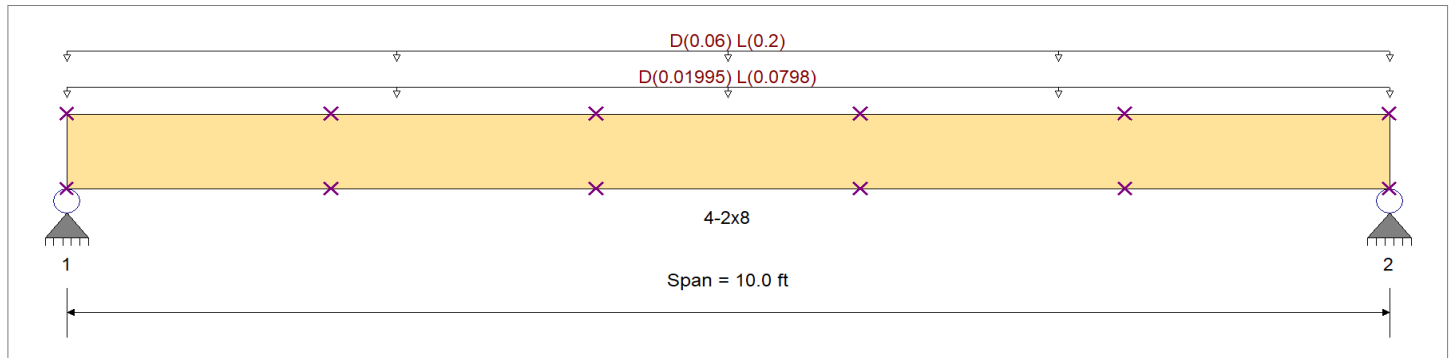 D(0.06) L(0.2)
D(0.01995) L(0.0798)
4-2x8
1
2
Span = 10.0 ft